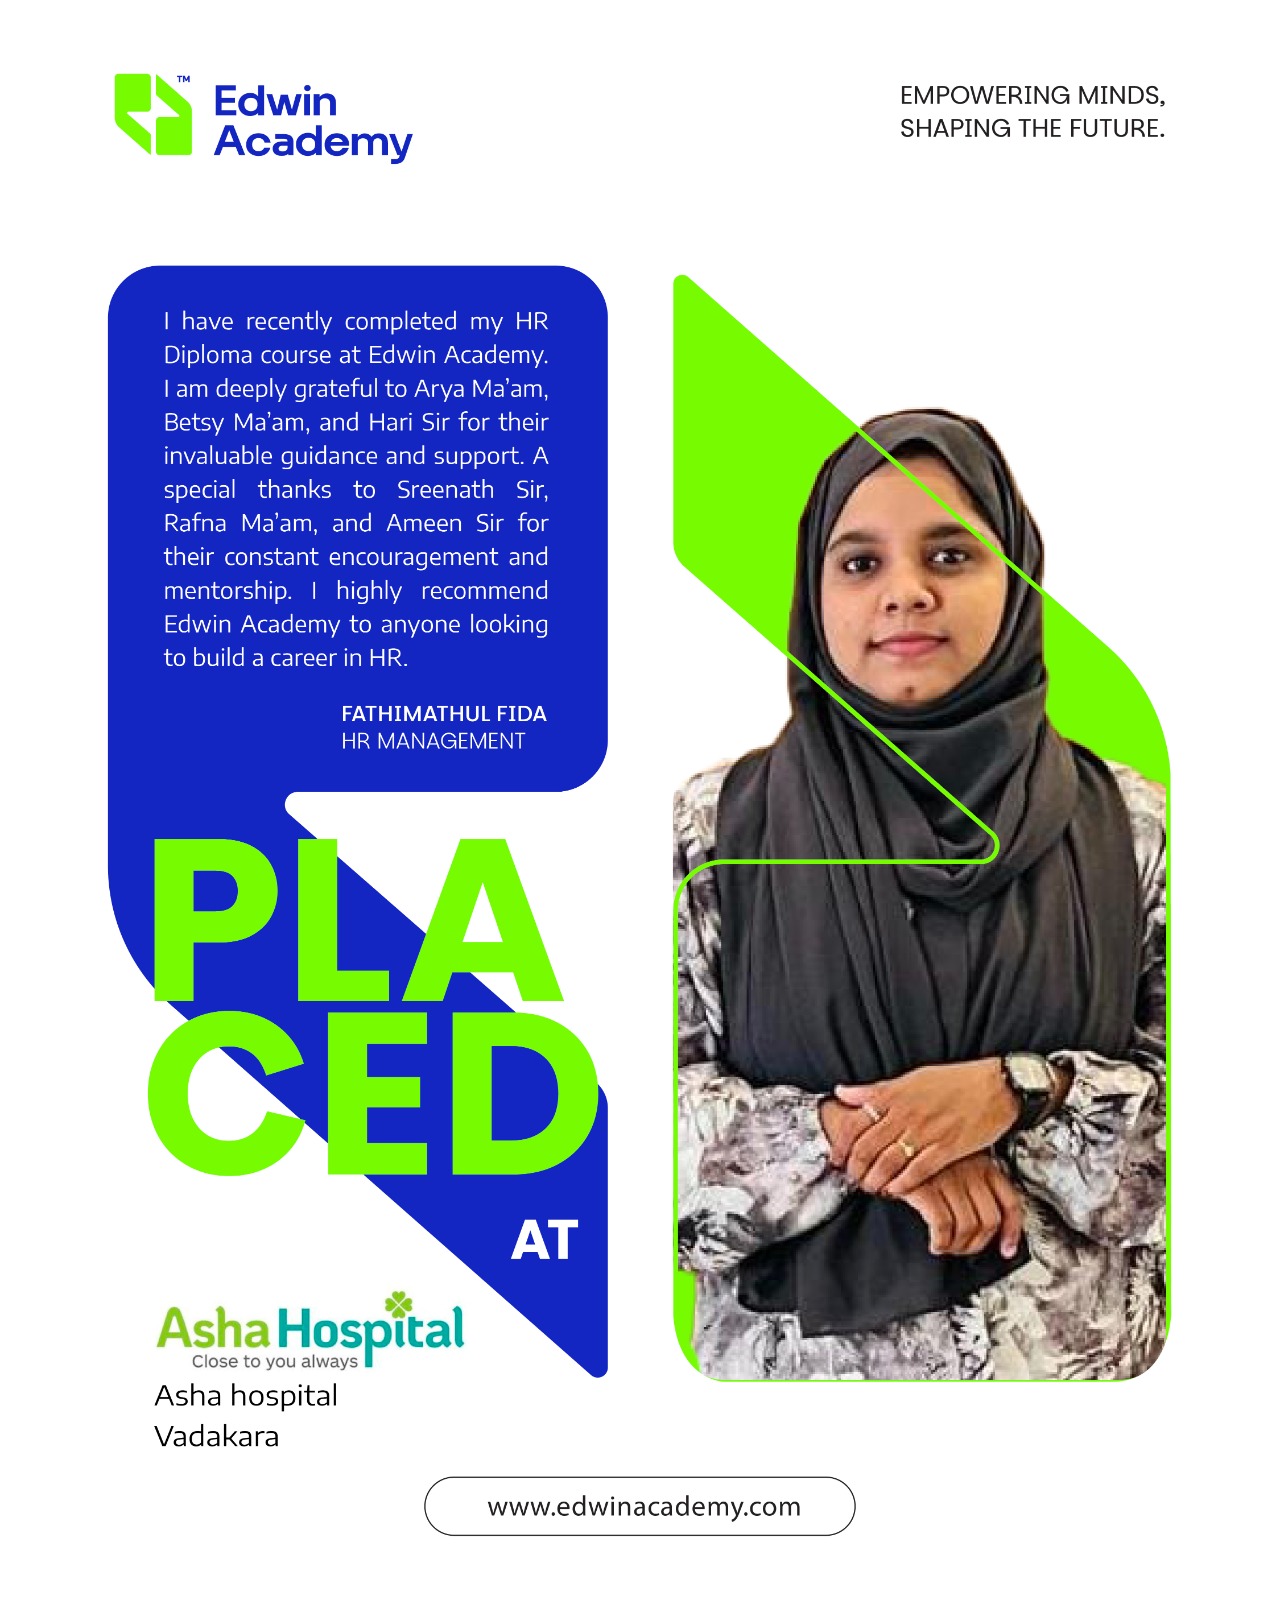 TM
Edwin
Academy
EMPOWERING MINDS,
SHAPING THE FUTURE.
I have recently completed my HR
Diploma course at Edwin Academy.
I am deeply grateful to Arya Ma’am,
Betsy Ma’am, and Hari Sir for their
invaluable guidance and support. A
special thanks to Sreenath Sir,
Rafna Ma’am, and Ameen Sir for
their constant encouragement and
mentorship. I highly recommend
Edwin Academy to anyone looking
to build a career in HR.
FATHIMATHUL FIDA
HR MANAGEMENT
PLA
CED
AT
Asha Hospital
Close to you always
Asha hospital
Vadakara
www.edwinacademy.com